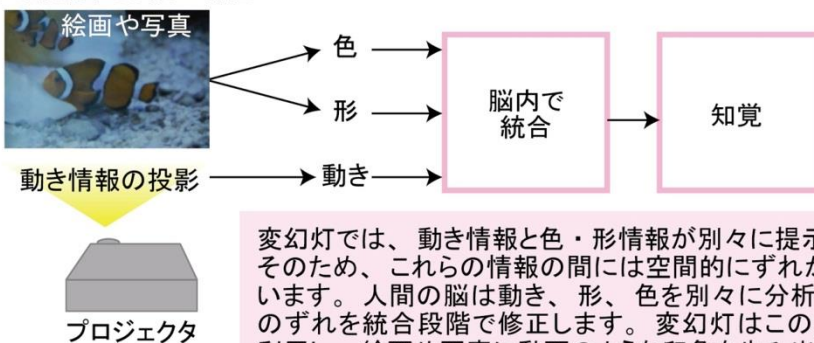 絵画や写真
色
形
脳内で
統合
知覚
動き情報の投影
動き
プロジェクタ
変幻灯では、動き情報と色・形情報が別々に提示
そのため、これらの情報の間には空間的にずれが
います。人間の脳は動き、形、色を別々に分析
のずれを統合段階で修正します。変幻灯はこの